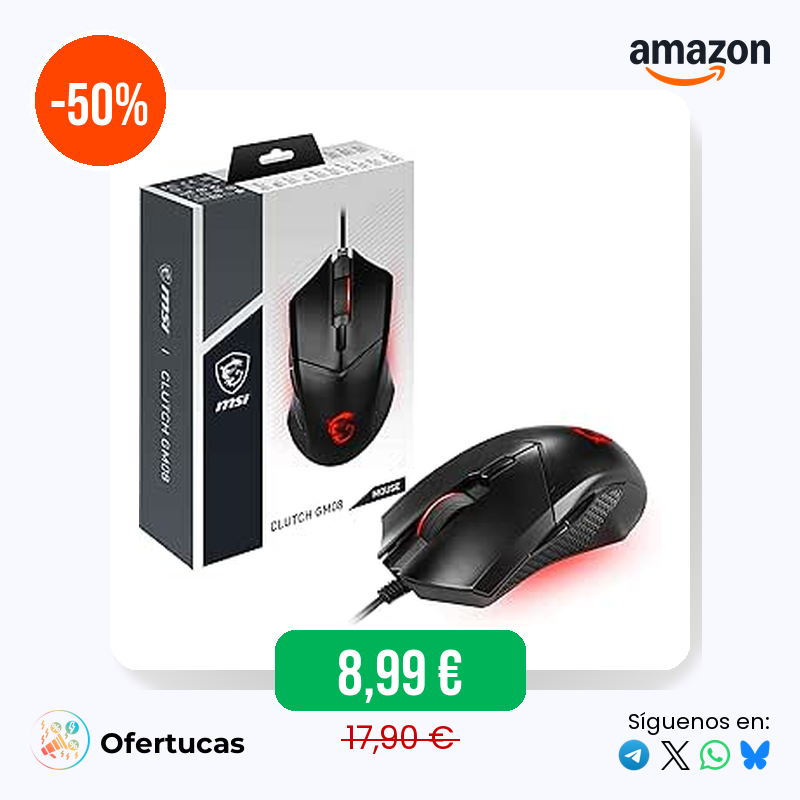 -50%
amazon
msi | CLUTCH GM08
msi
CLUTCH GM08
MOUSE
8,99 €
17,90 €
Ofertucas
Síguenos en: